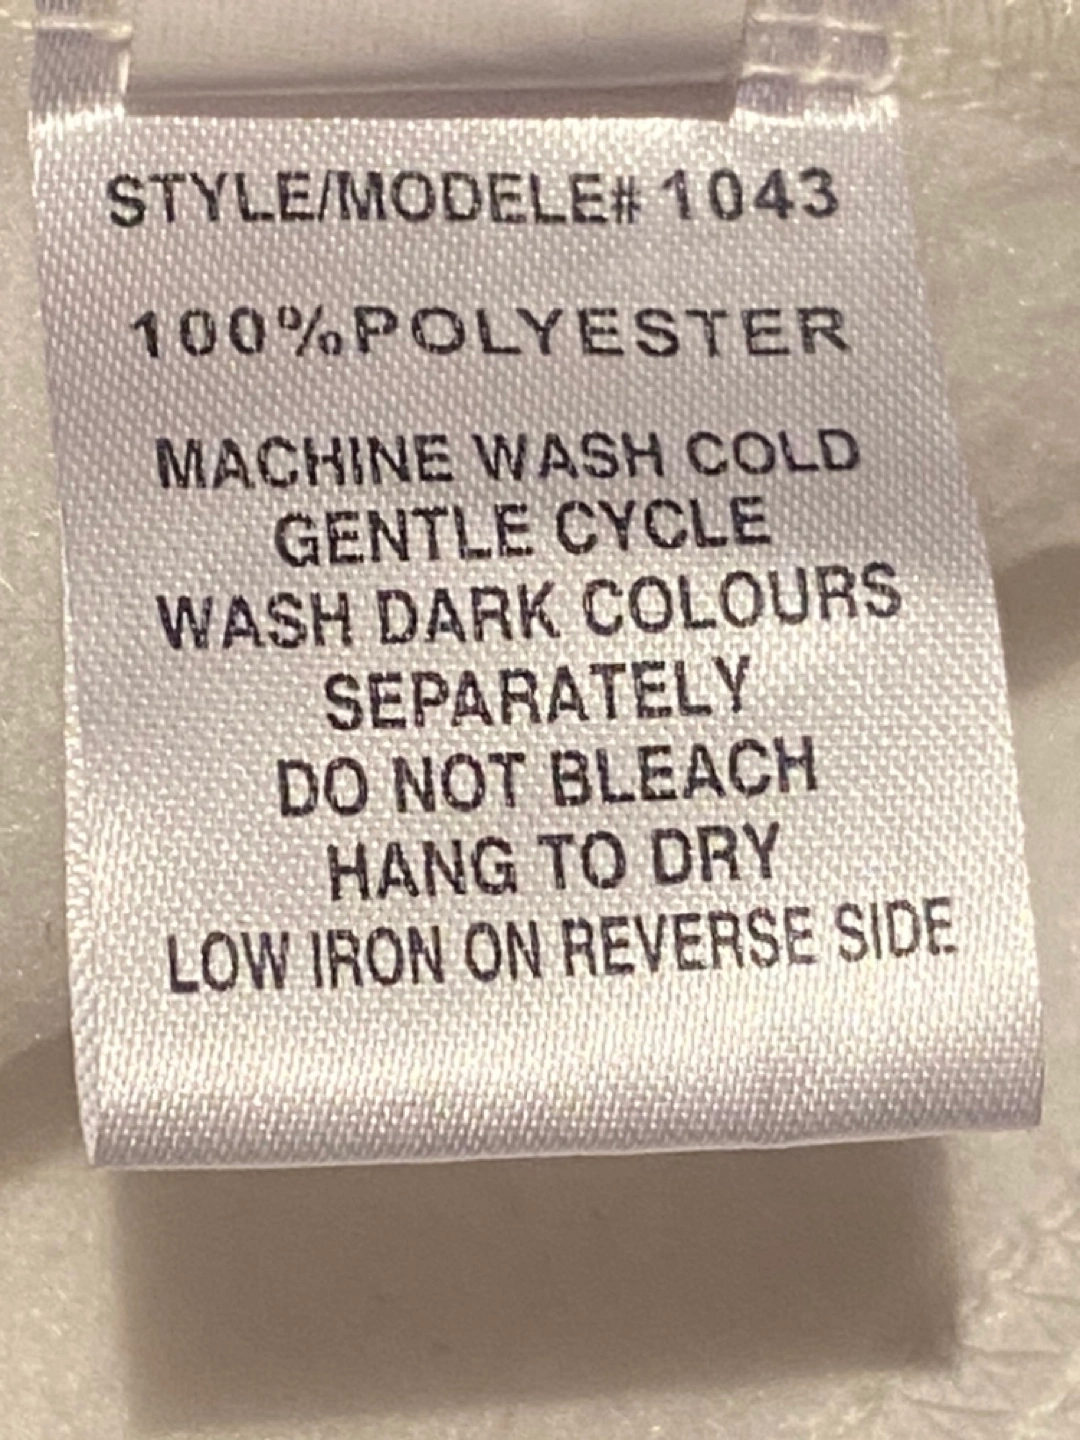 STYLE/MODELE# 1043
100%POLYESTER
MACHINE WASH COLD
GENTLE CYCLE
WASH DARK COLOURS
SEPARATELY
DO NOT BLEACH
HANG TO DRY
LOW IRON ON REVERSE SIDE